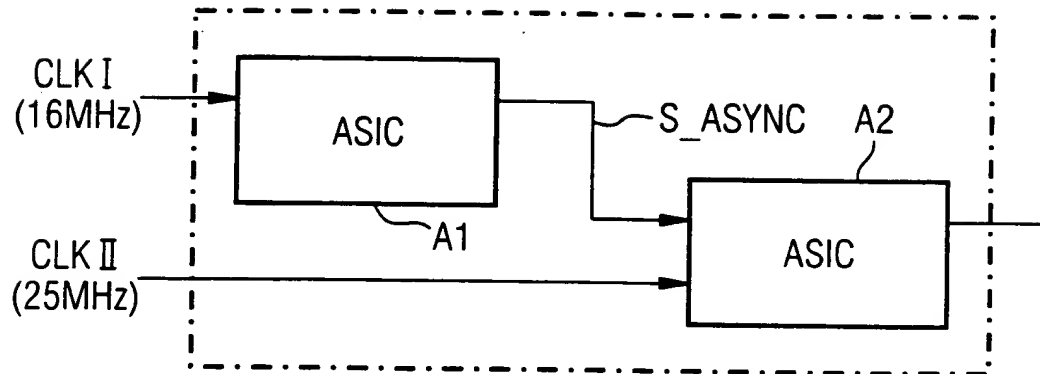 CLK I
(16MHz)
ASIC
S_ASYNC
A2
A1
CLK II
(25MHz)
ASIC